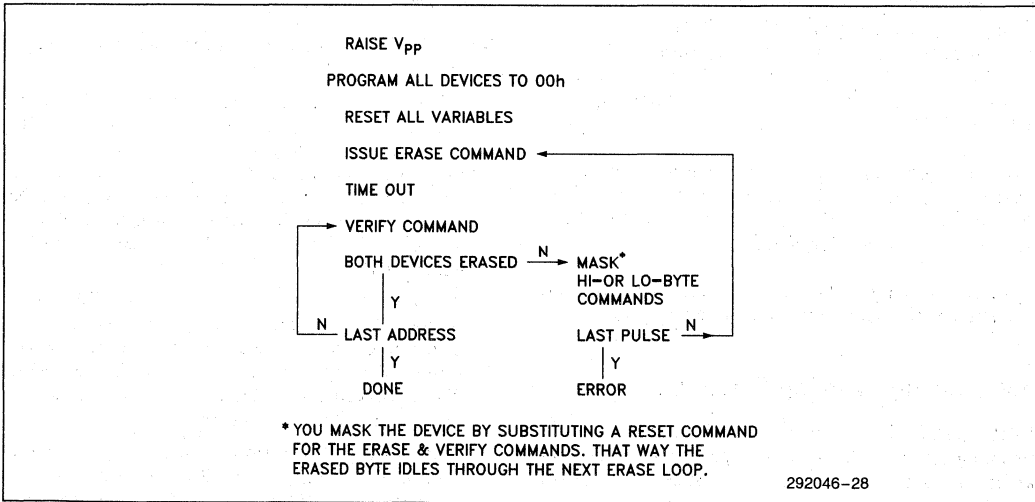 RAISE VPP
PROGRAM ALL DEVICES TO 00h
RESET ALL VARIABLES
ISSUE ERASE COMMAND
TIME OUT
VERIFY COMMAND
BOTH DEVICES ERASED N MASK*
HI-OR LO-BYTE
COMMANDS
Y
N LAST ADDRESS LAST PULSE N
Y Y
DONE ERROR
* YOU MASK THE DEVICE BY SUBSTITUTING A RESET COMMAND
FOR THE ERASE & VERIFY COMMANDS. THAT WAY THE
ERASED BYTE IDLES THROUGH THE NEXT ERASE LOOP.
292046-28